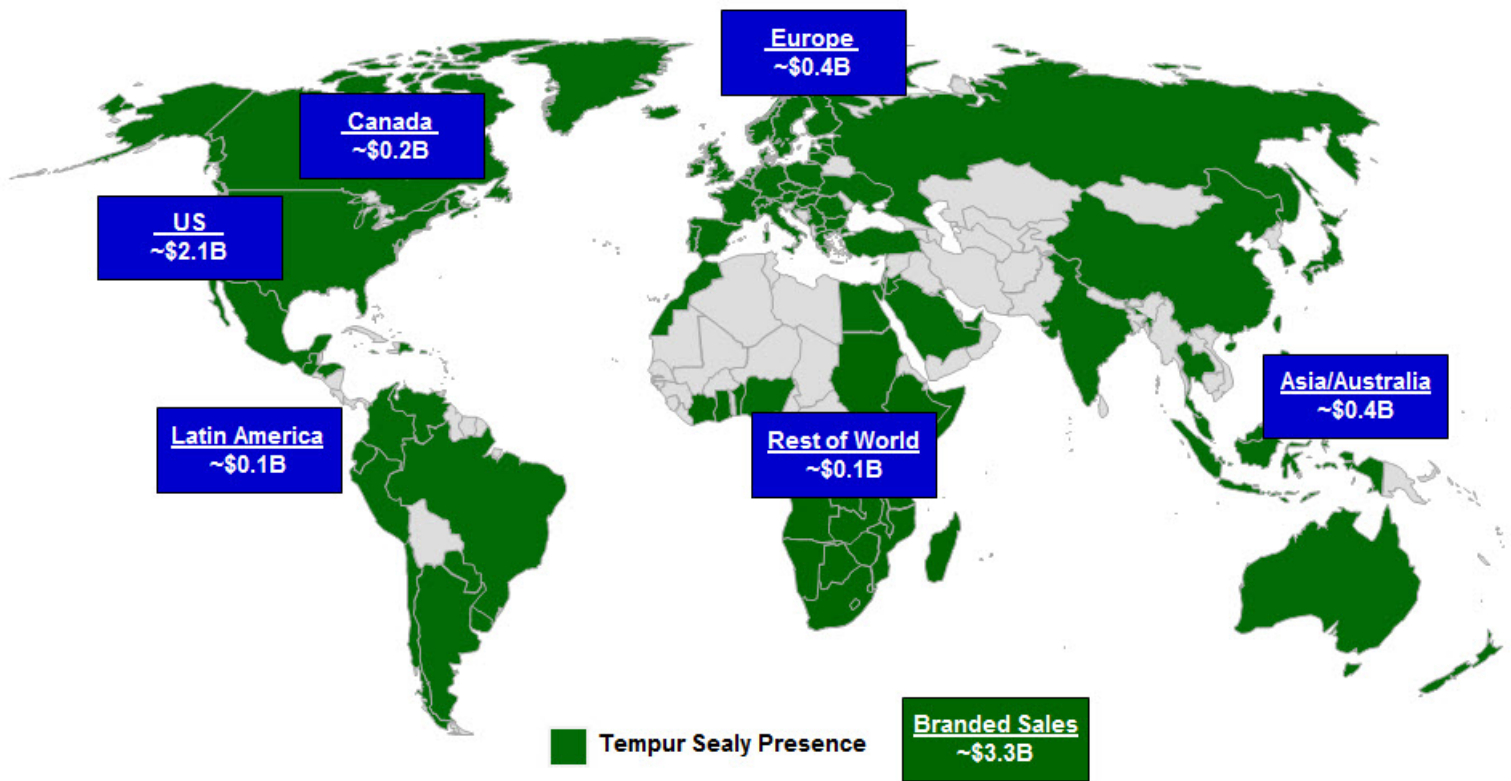 Europe
~$0.4B
Canada
~$0.2B
US
~$2.1B
Asia/Australia
~$0.4B
Latin America
~$0.1B
Rest of World
~$0.1B
Tempur Sealy Presence
Branded Sales
~$3.3B